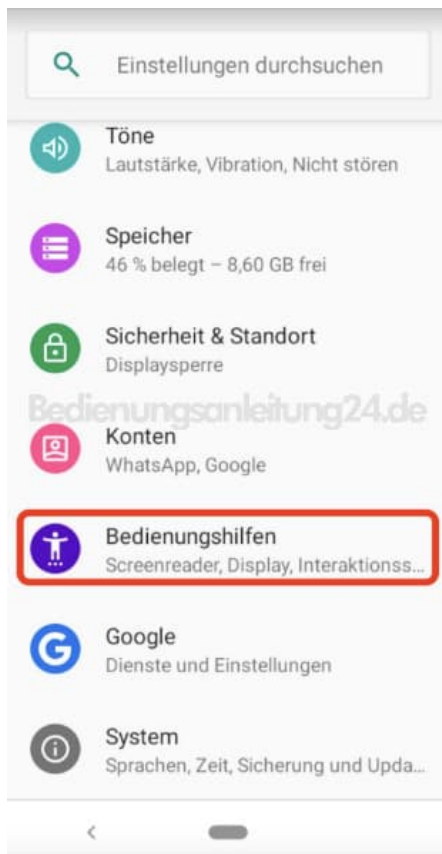 Einstellungen durchsuchen
Töne
Lautstärke, Vibration, Nicht stören
Speicher
46 % belegt – 8,60 GB frei
Sicherheit & Standort
Displaysperre
Bedienungsanleitung24.de
Konten
WhatsApp, Google
Bedienungshilfen
Screenreader, Display, Interaktionss...
Google
Dienste und Einstellungen
System
Sprachen, Zeit, Sicherung und Upda...